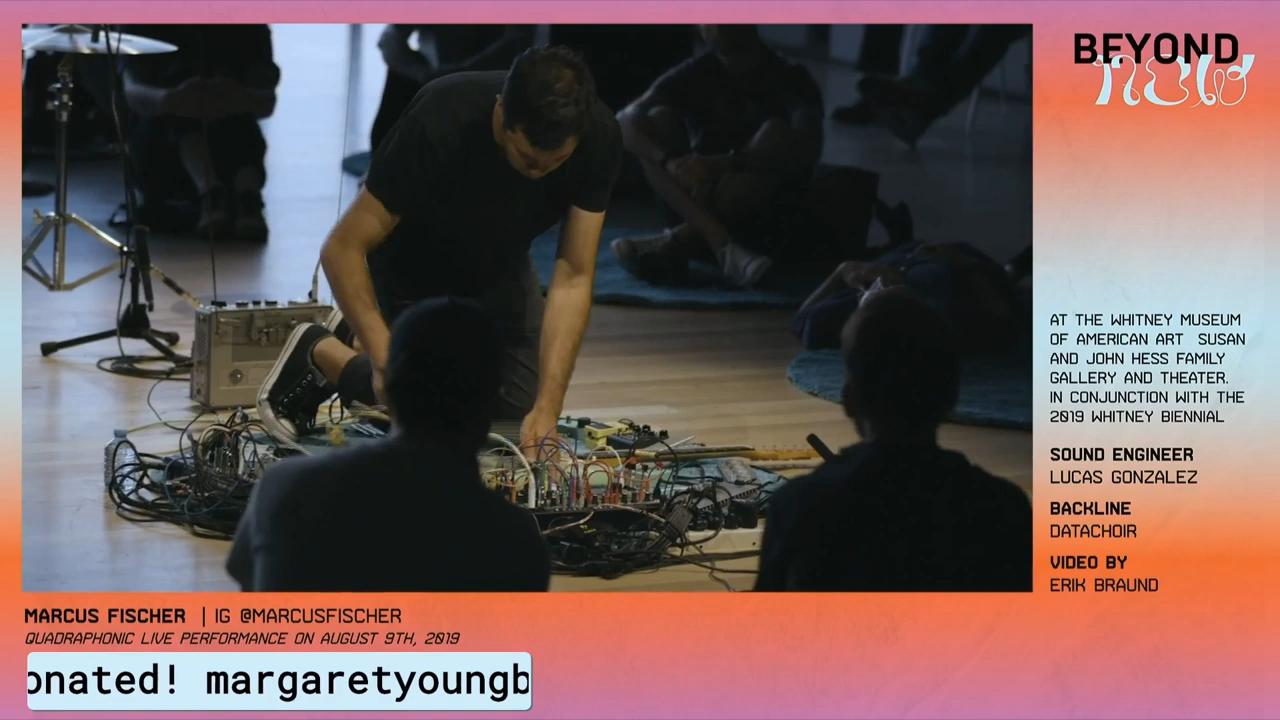 BEYOND
now
AT THE WHITNEY MUSEUM
OF AMERICAN ART SUSAN
AND JOHN HESS FAMILY
GALLERY AND THEATER.
IN CONJUNCTION WITH THE
2019 WHITNEY BIENNIAL
SOUND ENGINEER
LUCAS GONZALEZ
BACKLINE
DATACHOIR
VIDEO BY
ERIK BRAUND
MARCUS FISCHER | IG @MARCUSFISCHER
QUADRAPHONIC LIVE PERFORMANCE ON AUGUST 9TH, 2019
onated! margaretyoungb